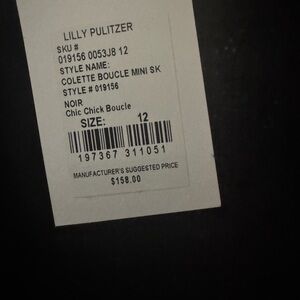 LILLY PULITZER
SKU #
019156 0053J8 12
STYLE NAME:
COLETTE BOUCLE MINI SK
STYLE # 019156
NOIR
Chic Chick Boucle
SIZE: 12
197367 311051
MANUFACTURER'S SUGGESTED PRICE
$158.00